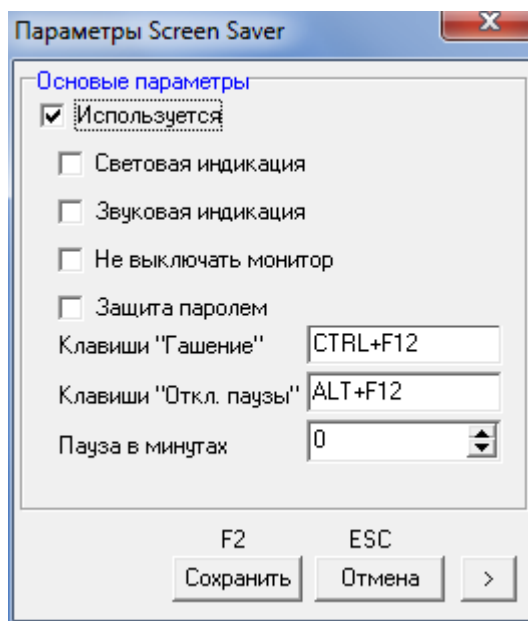 Параметры Screen Saver
X
Основные параметры
Используется
Световая индикация
Звуковая индикация
Не выключать монитор
Защита паролем
Клавиши "Гашение" CTRL+F12
Клавиши "Откл. паузы" ALT+F12
Пауза в минутах 0
F2 ESC
Сохранить Отмена >